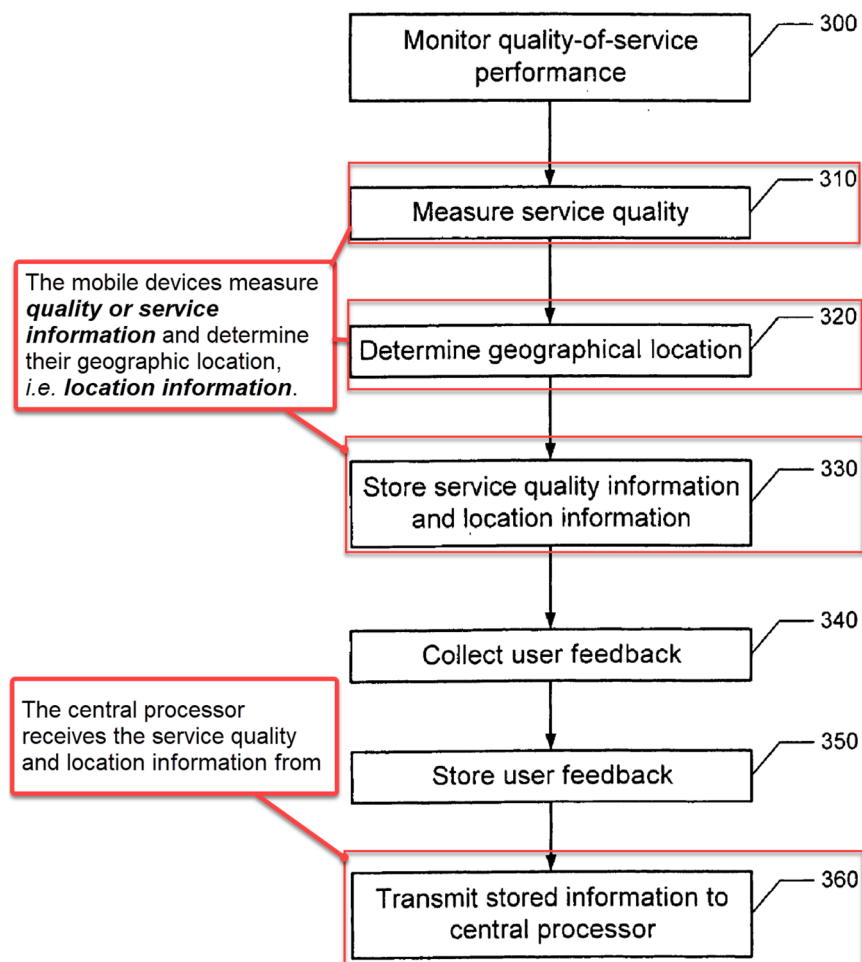 Monitor quality-of-service
performance
300
Measure service quality
310
The mobile devices measure
quality or service
information and determine
their geographic location,
i.e. location information.
Determine geographical location
320
Store service quality information
and location information
330
Collect user feedback
340
The central processor
receives the service quality
and location information from
Store user feedback
350
Transmit stored information to
central processor
360